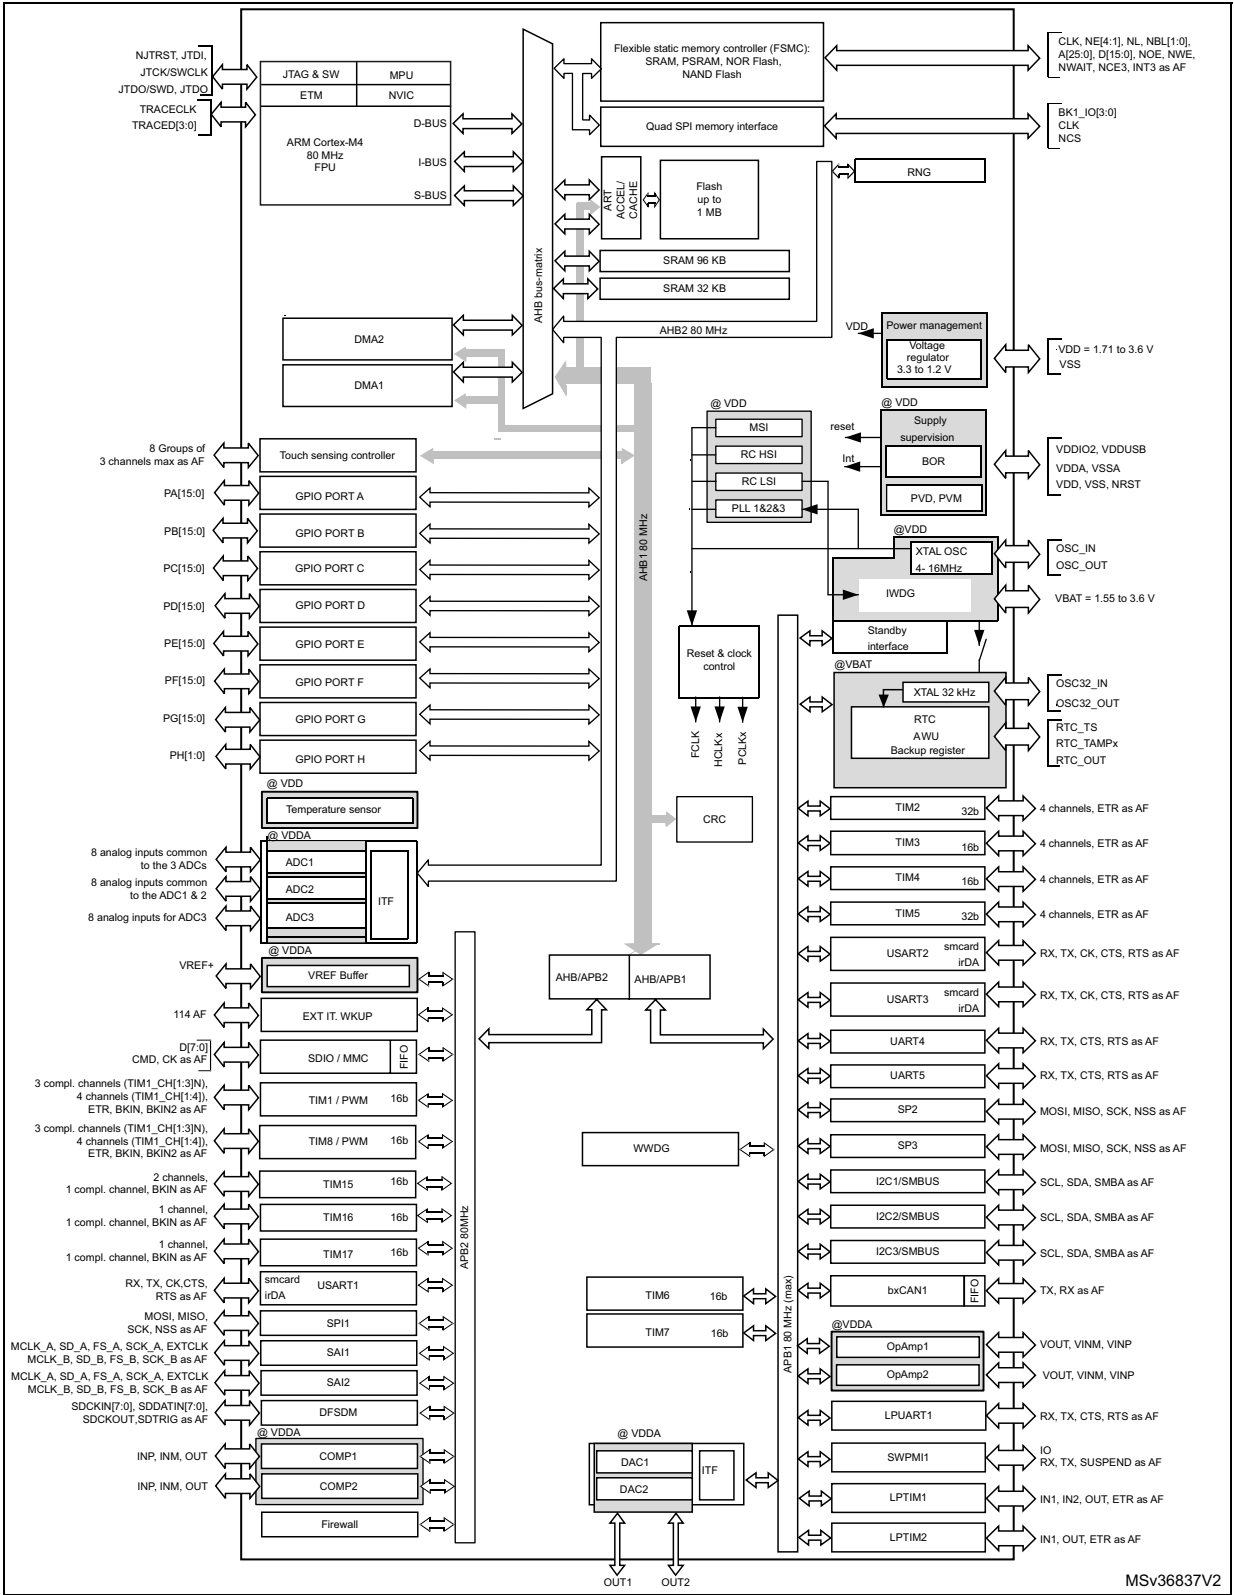 NJTRST, JTDI,
JTCK/SWCLK
JTDO/SWD, JTDO
TRACECLK
TRACED[3:0]
JTAG & SW
MPU
ETM
NVIC
ARM Cortex-M4
80 MHz
FPU
D-BUS
I-BUS
S-BUS
AHB bus-matrix
Flexible static memory controller (FSMC):
SRAM, PSRAM, NOR Flash,
NAND Flash
CLK, NE[4:1], NL, NBL[1:0],
A[25:0], D[15:0], NOE, NWE,
NWAIT, NCE3, INT3 as AF
Quad SPI memory interface
BK1_IO[3:0]
CLK
NCS
ART
ACCEL/
CACHE
Flash
up to
1 MB
RNG
SRAM 96 KB
SRAM 32 KB
AHB2 80 MHz
DMA2
DMA1
VDD
Power management
Voltage
regulator
3.3 to 1.2 V
VDD = 1.71 to 3.6 V
VSS
@ VDD
MSI
RC HSI
RC LSI
PLL 1&2&3
@ VDD
reset
Int
Supply
supervision
BOR
PVD, PVM
VDDIO2, VDDUSB
VDDA, VSSA
VDD, VSS, NRST
8 Groups of
3 channels max as AF
Touch sensing controller
PA[15:0]
GPIO PORT A
PB[15:0]
GPIO PORT B
PC[15:0]
GPIO PORT C
PD[15:0]
GPIO PORT D
PE[15:0]
GPIO PORT E
PF[15:0]
GPIO PORT F
PG[15:0]
GPIO PORT G
PH[1:0]
GPIO PORT H
AHB1 80 MHz
@VDD
XTAL OSC
4- 16MHz
IWDG
OSC_IN
OSC_OUT
VBAT = 1.55 to 3.6 V
Standby
interface
Reset & clock
control
FCLK
HCLKx
PCLKx
@VBAT
XTAL 32 kHz
RTC
AWU
Backup register
OSC32_IN
OSC32_OUT
RTC_TS
RTC_TAMPx
RTC_OUT
@ VDD
Temperature sensor
@ VDDA
8 analog inputs common
to the 3 ADCs
8 analog inputs common
to the ADC1 & 2
8 analog inputs for ADC3
ADC1
ADC2
ADC3
ITF
CRC
@ VDDA
VREF+
VREF Buffer
114 AF
EXT IT. WKUP
D[7:0]
CMD, CK as AF
SDIO / MMC
FIFO
3 compl. channels (TIM1_CH[1:3]N),
4 channels (TIM1_CH[1:4]),
ETR, BKIN, BKIN2 as AF
TIM1 / PWM 16b
3 compl. channels (TIM1_CH[1:3]N),
4 channels (TIM1_CH[1:4]),
ETR, BKIN, BKIN2 as AF
TIM8 / PWM 16b
2 channels,
1 compl. channel, BKIN as AF
TIM15 16b
1 channel,
1 compl. channel, BKIN as AF
TIM16 16b
1 channel,
1 compl. channel, BKIN as AF
TIM17 16b
RX, TX, CK,CTS,
RTS as AF
smcard
irDA
USART1
MOSI, MISO,
SCK, NSS as AF
SPI1
MCLK_A, SD_A, FS_A, SCK_A, EXTCLK
MCLK_B, SD_B, FS_B, SCK_B as AF
SAI1
MCLK_A, SD_A, FS_A, SCK_A, EXTCLK
MCLK_B, SD_B, FS_B, SCK_B as AF
SAI2
SDCKIN[7:0], SDDATIN[7:0],
SDCKOUT,SDTRIG as AF
DFSDM
@ VDDA
INP, INM, OUT
COMP1
INP, INM, OUT
COMP2
Firewall
APB2 80MHz
AHB/APB2
AHB/APB1
WWDG
TIM6 16b
TIM7 16b
@ VDDA
DAC1
DAC2
ITF
OUT1
OUT2
APB1 80 MHz (max)
TIM2 32b
4 channels, ETR as AF
TIM3 16b
4 channels, ETR as AF
TIM4 16b
4 channels, ETR as AF
TIM5 32b
4 channels, ETR as AF
USART2
smcard
irDA
RX, TX, CK, CTS, RTS as AF
USART3
smcard
irDA
RX, TX, CK, CTS, RTS as AF
UART4
RX, TX, CTS, RTS as AF
UART5
RX, TX, CTS, RTS as AF
SP2
MOSI, MISO, SCK, NSS as AF
SP3
MOSI, MISO, SCK, NSS as AF
I2C1/SMBUS
SCL, SDA, SMBA as AF
I2C2/SMBUS
SCL, SDA, SMBA as AF
I2C3/SMBUS
SCL, SDA, SMBA as AF
bxCAN1
FIFO
TX, RX as AF
@VDDA
OpAmp1
VOUT, VINM, VINP
OpAmp2
VOUT, VINM, VINP
LPUART1
RX, TX, CTS, RTS as AF
SWPMI1
IO
RX, TX, SUSPEND as AF
LPTIM1
IN1, IN2, OUT, ETR as AF
LPTIM2
IN1, OUT, ETR as AF
MSv36837V2